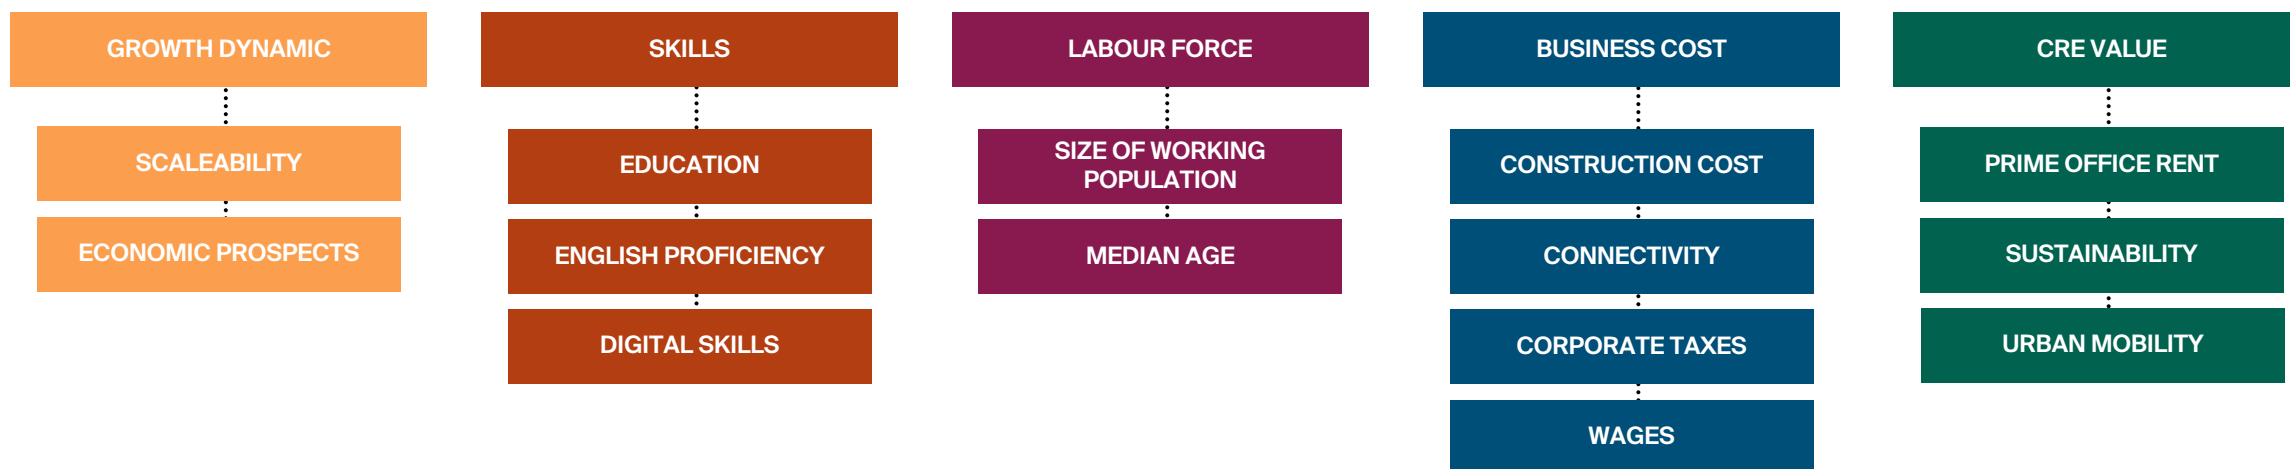 GROWTH DYNAMIC
SCALEABILITY
ECONOMIC PROSPECTS
SKILLS
EDUCATION
ENGLISH PROFICIENCY
DIGITAL SKILLS
LABOUR FORCE
SIZE OF WORKING
POPULATION
MEDIAN AGE
BUSINESS COST
CONSTRUCTION COST
CONNECTIVITY
CORPORATE TAXES
WAGES
CRE VALUE
PRIME OFFICE RENT
SUSTAINABILITY
URBAN MOBILITY